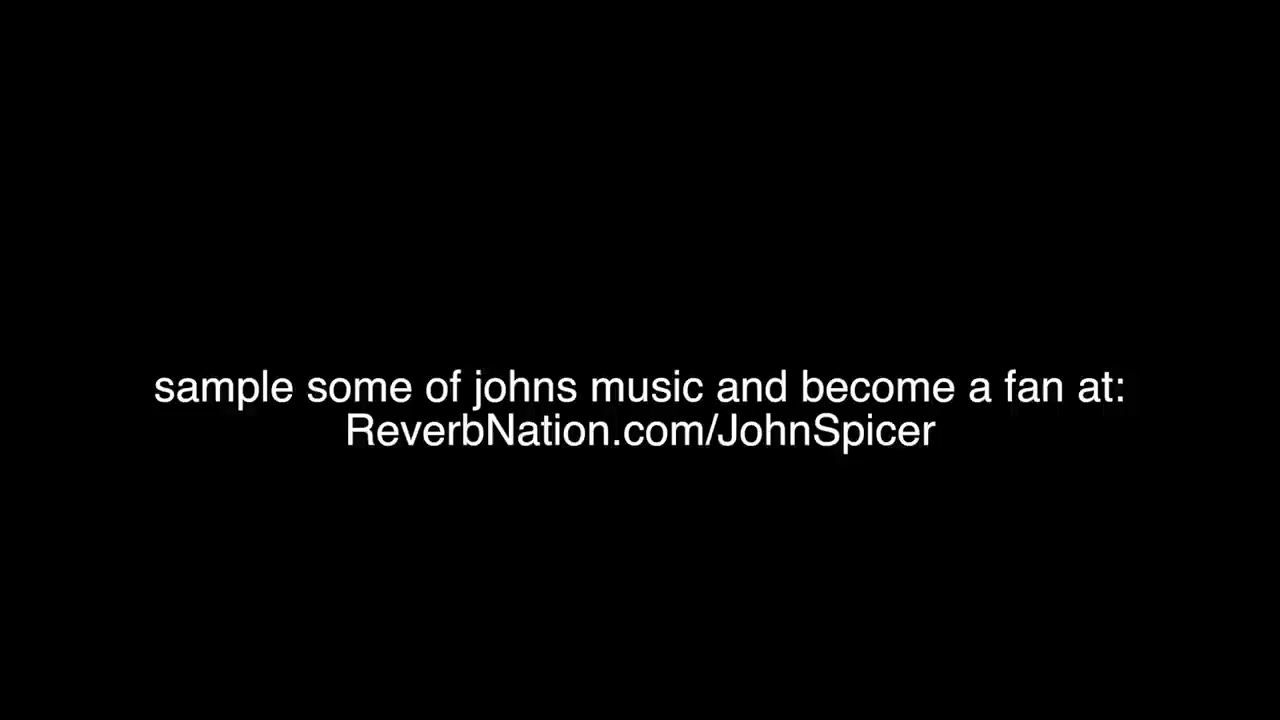 sample some of johns music and become a fan at:
ReverbNation.com/JohnSpicer